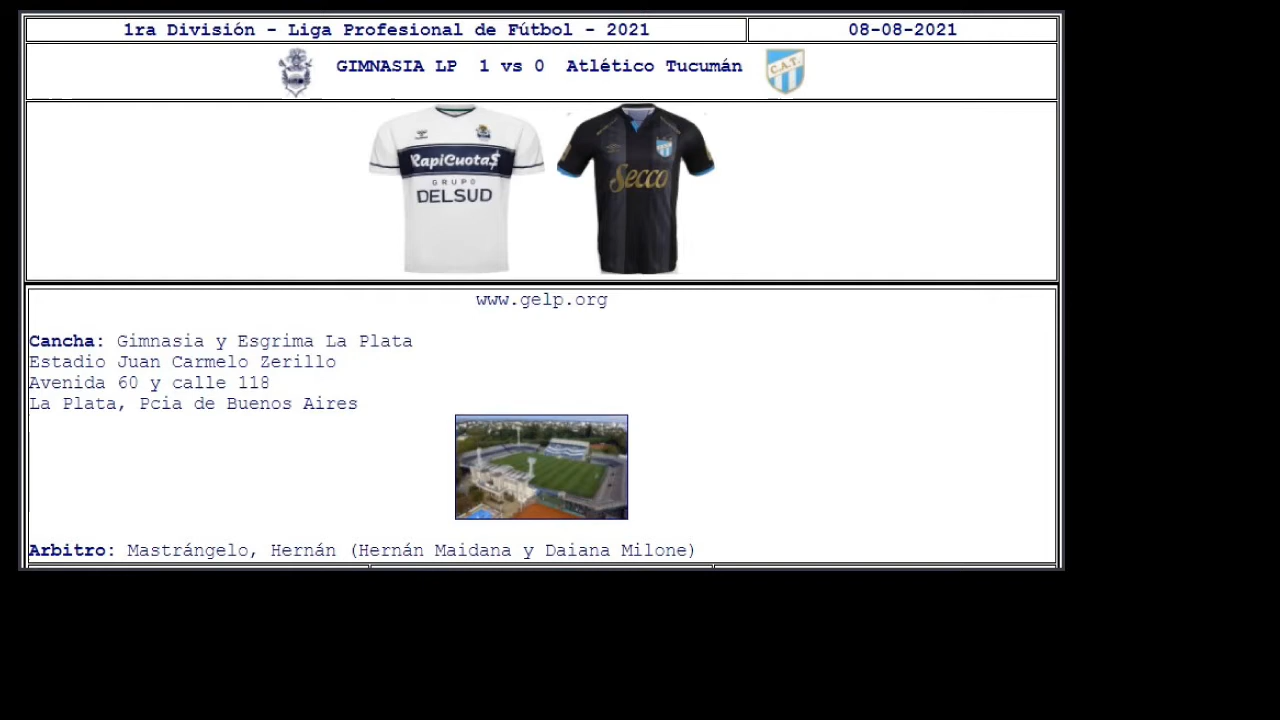 1ra División - Liga Profesional de Fútbol - 2021
08-08-2021
GIMNASIA LP 1 vs 0 Atlético Tucumán
C.A.T.
RapiCuota$
GRUPO
DELSUD
Secco
www.gelp.org
Cancha: Gimnasia y Esgrima La Plata
Estadio Juan Carmelo Zerillo
Avenida 60 y calle 118
La Plata, Pcia de Buenos Aires
Arbitro: Mastrángelo, Hernán (Hernán Maidana y Daiana Milone)